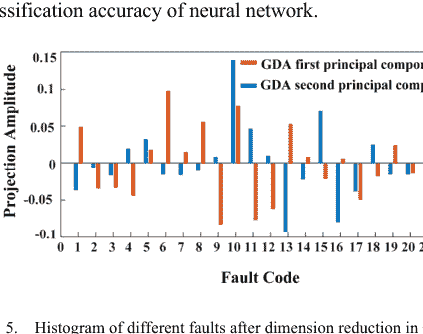 ssification accuracy of neural network.
0.15
GDA first principal compo
0.1
GDA second principal comp
0.05
0
-0.05
-0.1
Projection Amplitude
0 1 2 3 4 5 6 7 8 9 10 11 12 13 14 15 16 17 18 19 20
Fault Code
5. Histogram of different faults after dimension reduction in